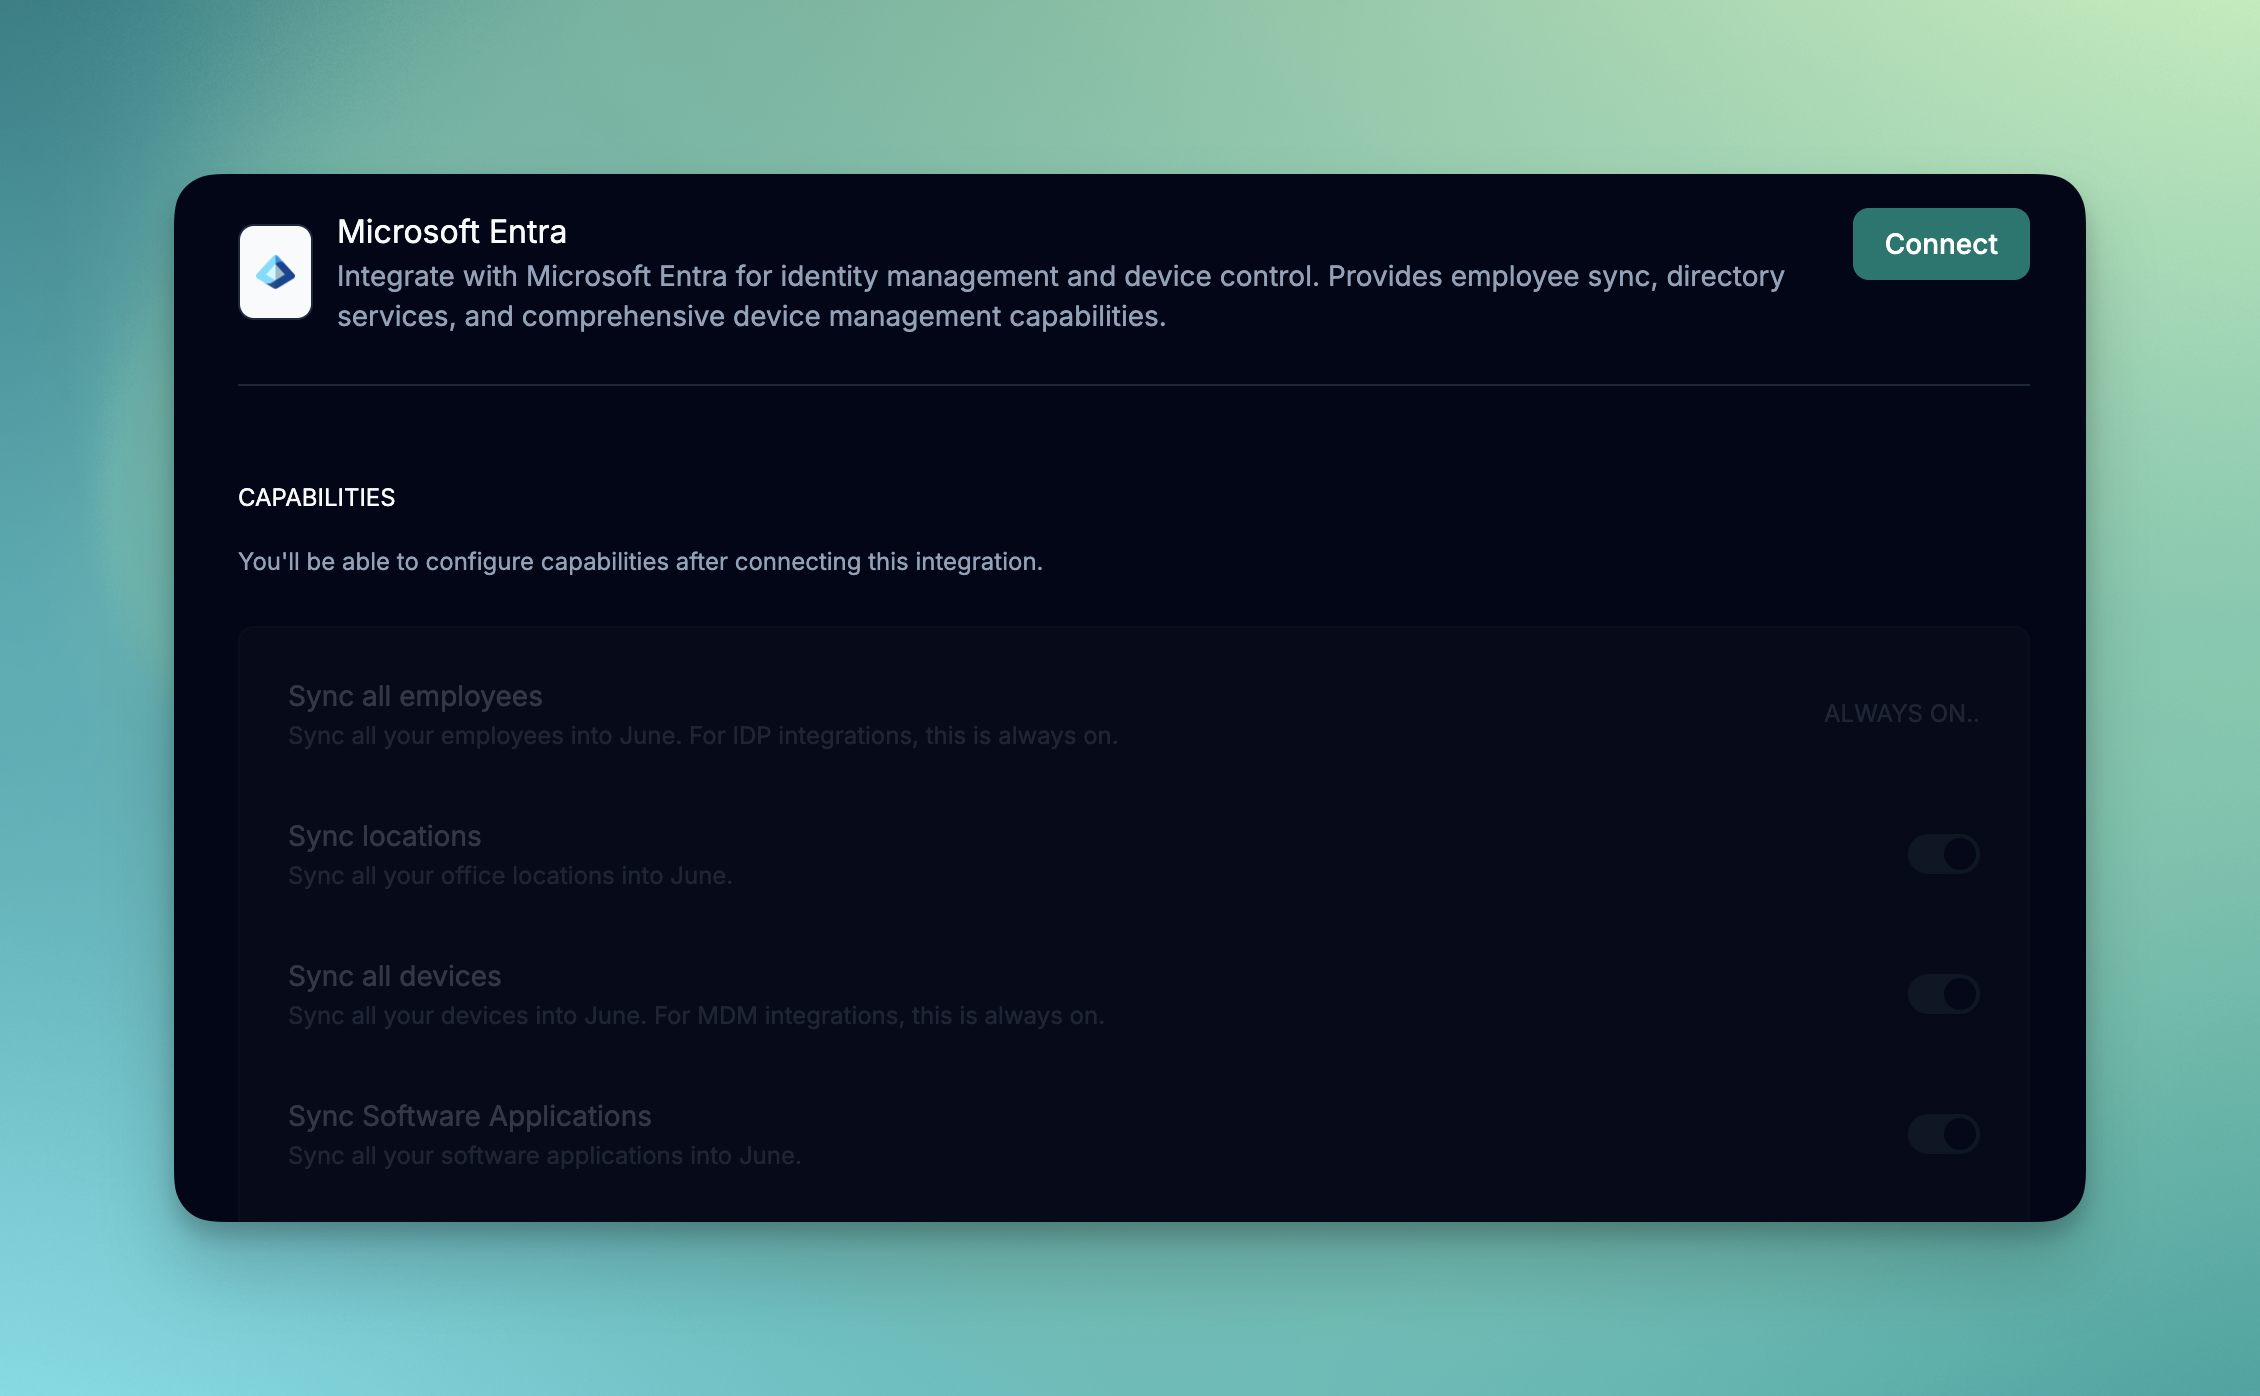 Microsoft Entra
Integrate with Microsoft Entra for identity management and device control. Provides employee sync, directory
services, and comprehensive device management capabilities.
Connect
CAPABILITIES
You'll be able to configure capabilities after connecting this integration.
Sync all employees
Sync all your employees into June. For IDP integrations, this is always on.
ALWAYS ON..
Sync locations
Sync all your office locations into June.
Sync all devices
Sync all your devices into June. For MDM integrations, this is always on.
Sync Software Applications
Sync all your software applications into June.